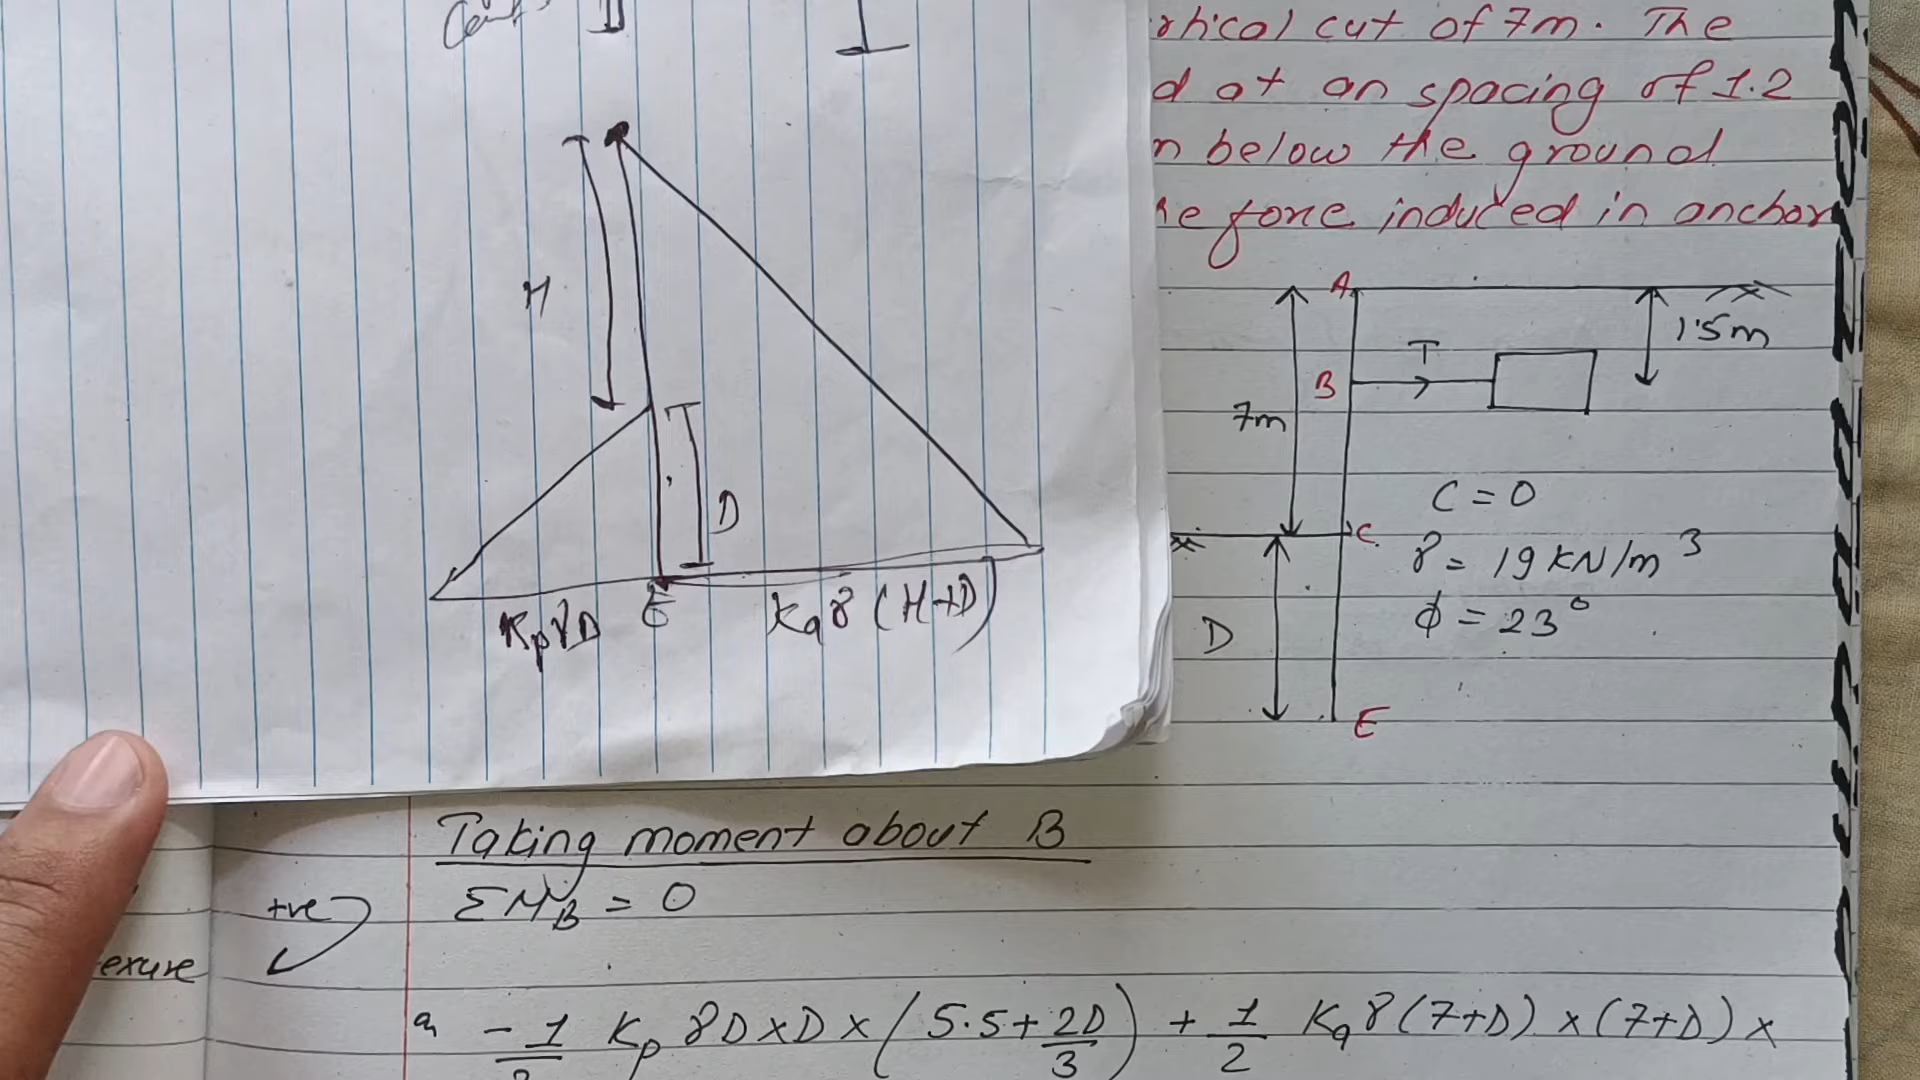 rtical cut of 7m. The
d at an spacing of 1.2
m below the ground
he force induced in anchor
H
D
KpγD E Kaγ(H+D)
A
1.5m
T
B
7m
C = 0
C
γ = 19 KN/m³
φ = 23°
D
E
Taking moment about B
+ve ΣM_B = 0
exure
a, - 1/2 Kp γD×D×(5.5+2D/3) + 1/2 Kaγ(7+D)×(7+D)×